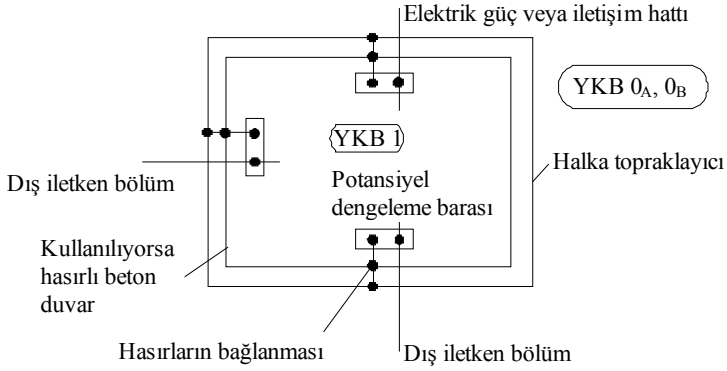 Elektrik güç veya iletişim hattı
YKB 0A, 0B
YKB 1
Halka topraklayıcı
Dış iletken bölüm
Potansiyel
dengeleme barası
Kullanılıyorsa
hasırlı beton
duvar
Hasırların bağlanması
Dış iletken bölüm